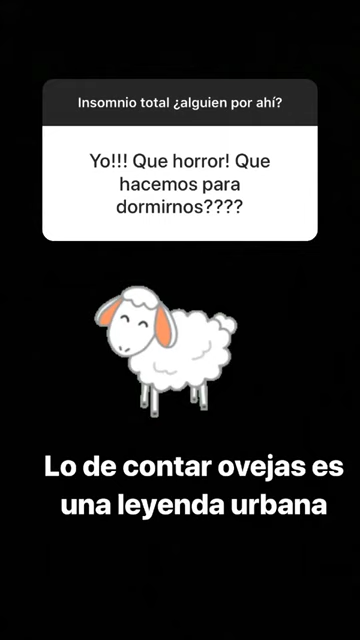 Insomnio total ¿alguien por ahí?
Yo!!! Que horror! Que
hacemos para
dormirnos????
Lo de contar ovejas es
una leyenda urbana